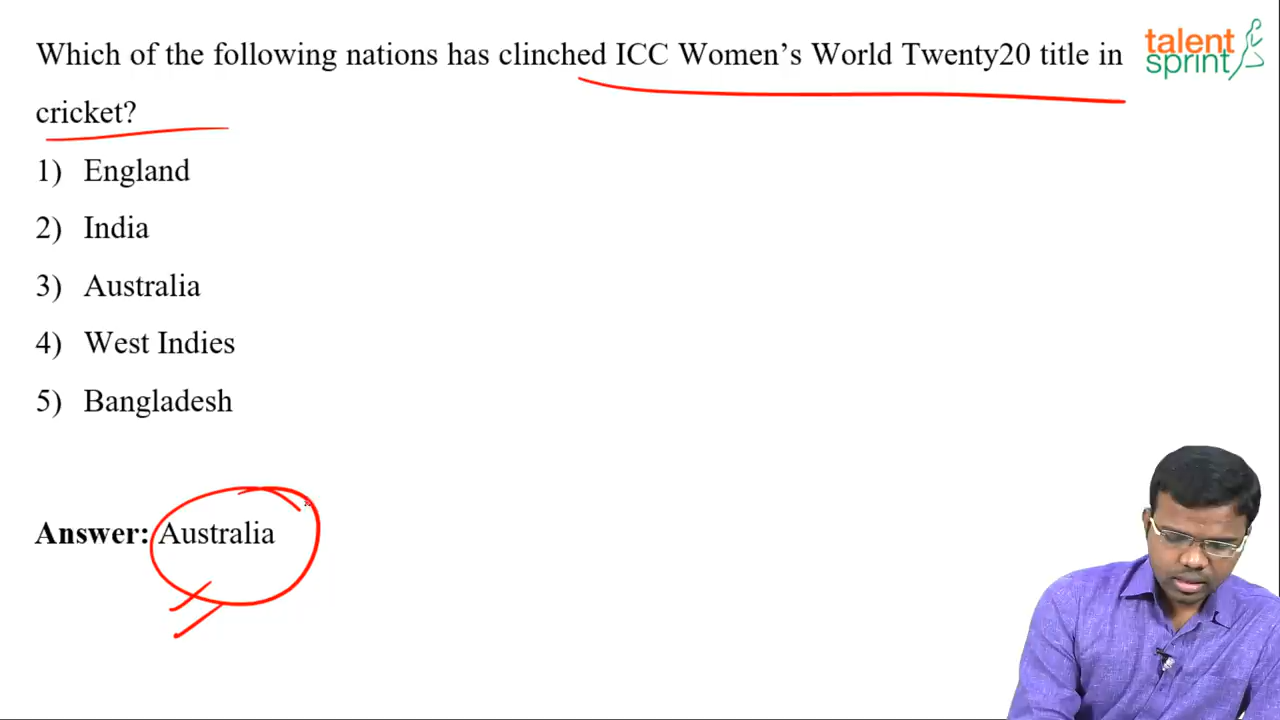 Which of the following nations has clinched ICC Women's World Twenty20 title in
cricket?
1) England
2) India
3) Australia
4) West Indies
5) Bangladesh
Answer: Australia
talent
sprint